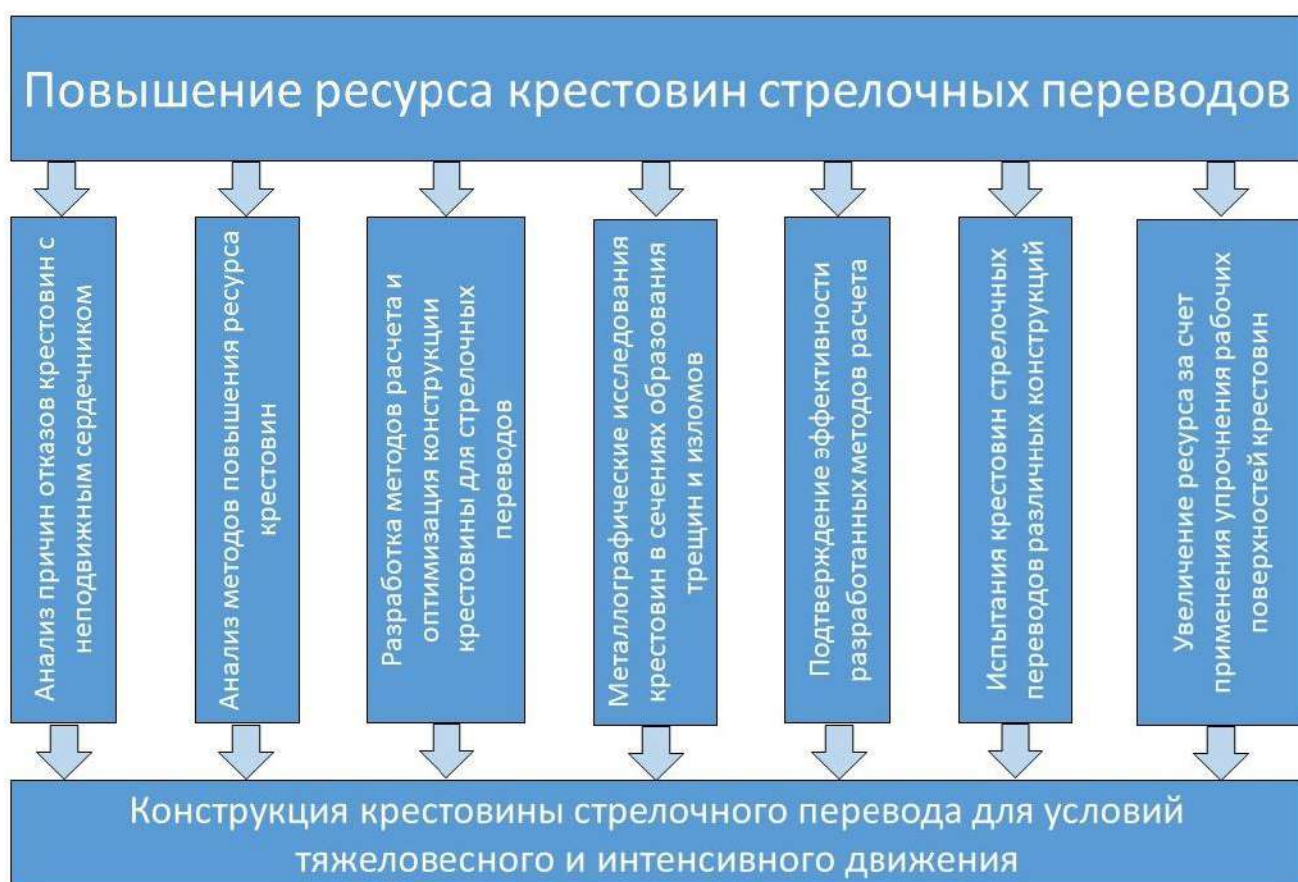 Повышение ресурса крестовин стрелочных переводов
Анализ причин отказов крестовин с
неподвижным сердечником
Анализ методов повышения ресурса
крестовин
Разработка методов расчета и
оптимизация конструкции
крестовины для стрелочных
переводов
Металлографические исследования
крестовин в сечениях образования
трещин и изломов
Подтверждение эффективности
разработанных методов расчета
Испытания крестовин стрелочных
переводов различных конструкций
Увеличение ресурса за счет
применения упрочнения рабочих
поверхностей крестовин
Конструкция крестовины стрелочного перевода для условий
тяжеловесного и интенсивного движения